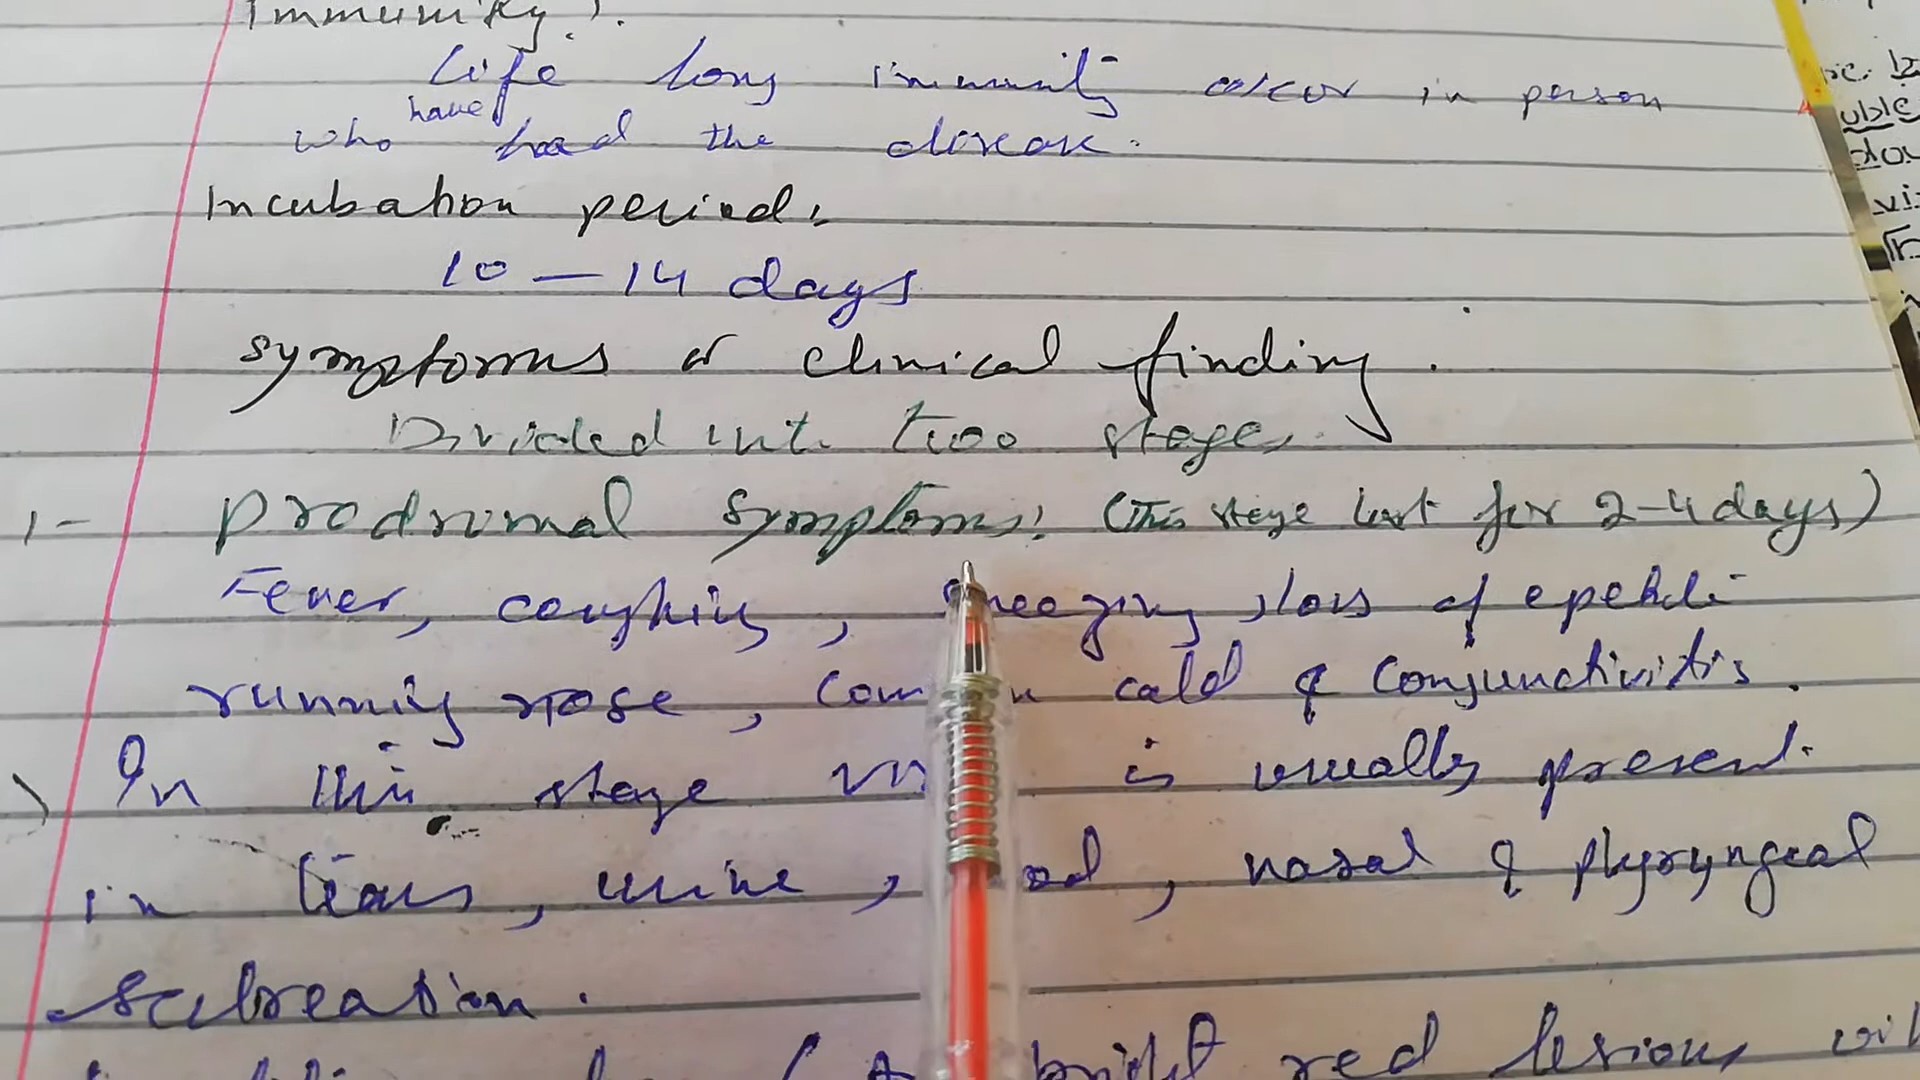 Immunity).
Life long immunity occur in person
have
who had the disease.
Incubation period:
10 — 14 days
symptoms or clinical finding.
Divided into two stages.
1- Prodromal symptoms: (This stage last for 2-4 days)
Fever, coughing, sneezing, loss of
running nose, cold & conjunctivitis.
In this stage is usually present.
in tears, urine, , nasal &
bright red lesions